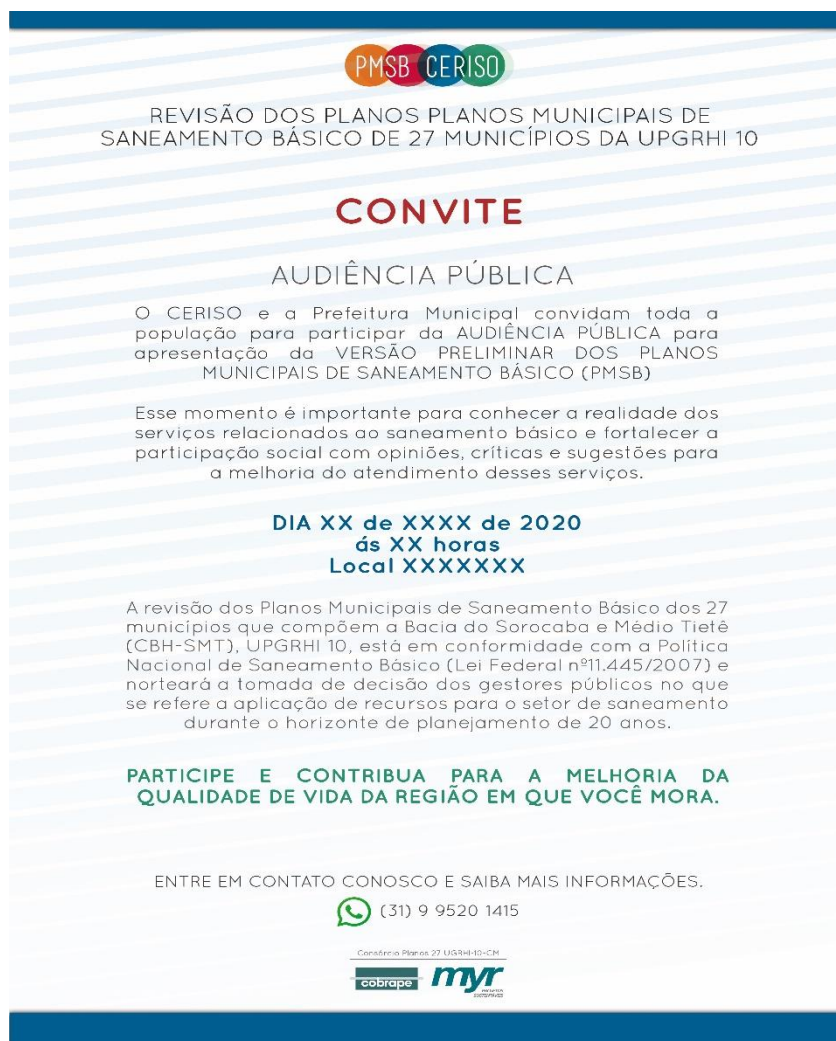 PMSB CERISO
REVISÃO DOS PLANOS PLANOS MUNICIPAIS DE
SANEAMENTO BÁSICO DE 27 MUNICÍPIOS DA UPGRHI 10
CONVITE
AUDIÊNCIA PÚBLICA
O CERISO e a Prefeitura Municipal convidam toda a
população para participar da AUDIÊNCIA PÚBLICA para
apresentação da VERSÃO PRELIMINAR DOS PLANOS
MUNICIPAIS DE SANEAMENTO BÁSICO (PMSB)
Esse momento é importante para conhecer a realidade dos
serviços relacionados ao saneamento básico e fortalecer a
participação social com opiniões, críticas e sugestões para
a melhoria do atendimento desses serviços.
DIA XX de XXXX de 2020
ás XX horas
Local XXXXXXX
A revisão dos Planos Municipais de Saneamento Básico dos 27
municípios que compõem a Bacia do Sorocaba e Médio Tietê
(CBH-SMT), UPGRHI 10, está em conformidade com a Política
Nacional de Saneamento Básico (Lei Federal nº11.445/2007) e
norteará a tomada de decisão dos gestores públicos no que
se refere a aplicação de recursos para o setor de saneamento
durante o horizonte de planejamento de 20 anos.
PARTICIPE E CONTRIBUA PARA A MELHORIA DA
QUALIDADE DE VIDA DA REGIÃO EM QUE VOCÊ MORA.
ENTRE EM CONTATO CONOSCO E SAIBA MAIS INFORMAÇÕES.
(31) 9 9520 1415
Consórcio Planos 27 UGRHI-10-CM
cobrape myr